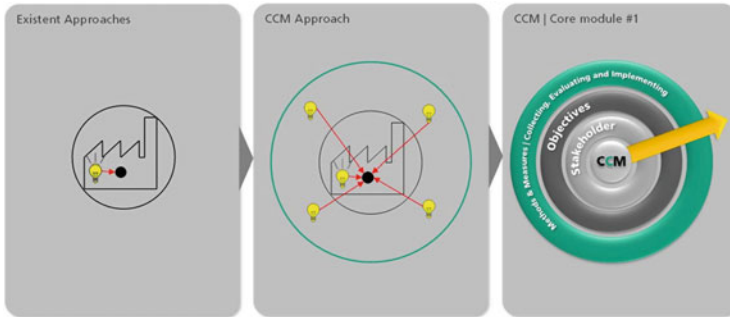 Existent Approaches
CCM Approach
CCM | Core module #1
Methods & Measures | Collecting, Evaluating and Implementing
Objectives
Stakeholder
CCM